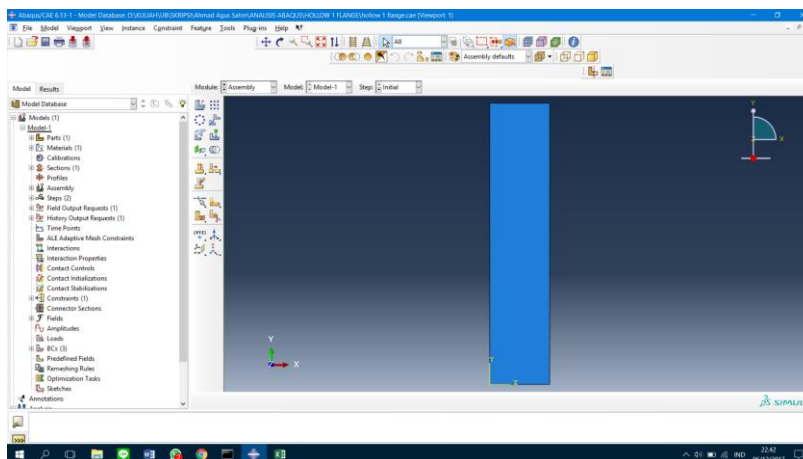 Abaqus/CAE 6.13-1 - Model Database: D:\KULIAH\UB\SKRIPSI\Ahmad Agus Salim\ANALISIS ABAQUS\HOLLOW 1 FLANGE\hollow 1 flange.cae [Viewport: 1]
File Model Viewport View Instance Constraint Feature Tools Plug-ins Help
All
Assembly defaults
Model Results Module: Assembly Model: Model-1 Step: Initial
Model Database
Models (1)
Model-1
Parts (1)
Materials (1)
Calibrations
Sections (1)
Profiles
Assembly
Steps (2)
Field Output Requests (1)
History Output Requests (1)
Time Points
ALE Adaptive Mesh Constraints
Interactions
Interaction Properties
Contact Controls
Contact Initializations
Contact Stabilizations
Constraints (1)
Connector Sections
Fields
Amplitudes
Loads
BCs (3)
Predefined Fields
Remeshing Rules
Optimization Tasks
Sketches
Annotations
Y
X
Y
X
SIMUL
>>>
IND
22.42